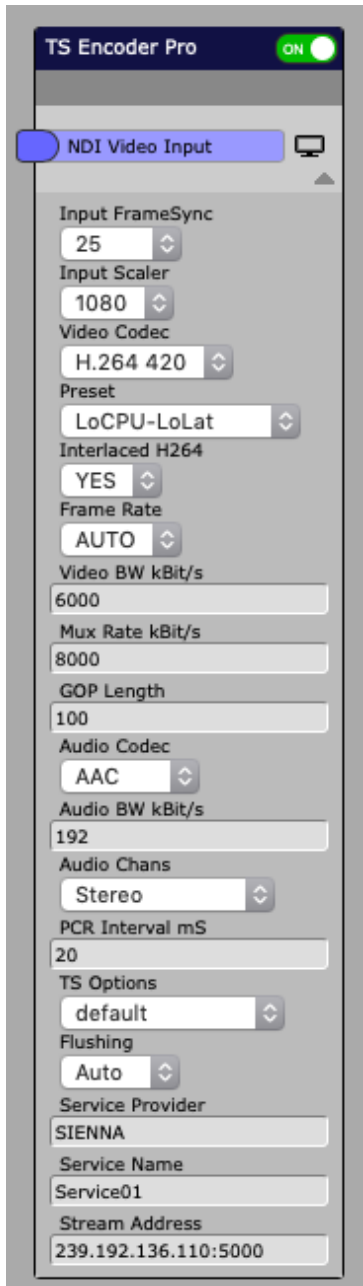 TS Encoder Pro ON
NDI Video Input
Input FrameSync
25
Input Scaler
1080
Video Codec
H.264 420
Preset
LoCPU-LoLat
Interlaced H264
YES
Frame Rate
AUTO
Video BW kBit/s
6000
Mux Rate kBit/s
8000
GOP Length
100
Audio Codec
AAC
Audio BW kBit/s
192
Audio Chans
Stereo
PCR Interval mS
20
TS Options
default
Flushing
Auto
Service Provider
SIENNA
Service Name
Service01
Stream Address
239.192.136.110:5000